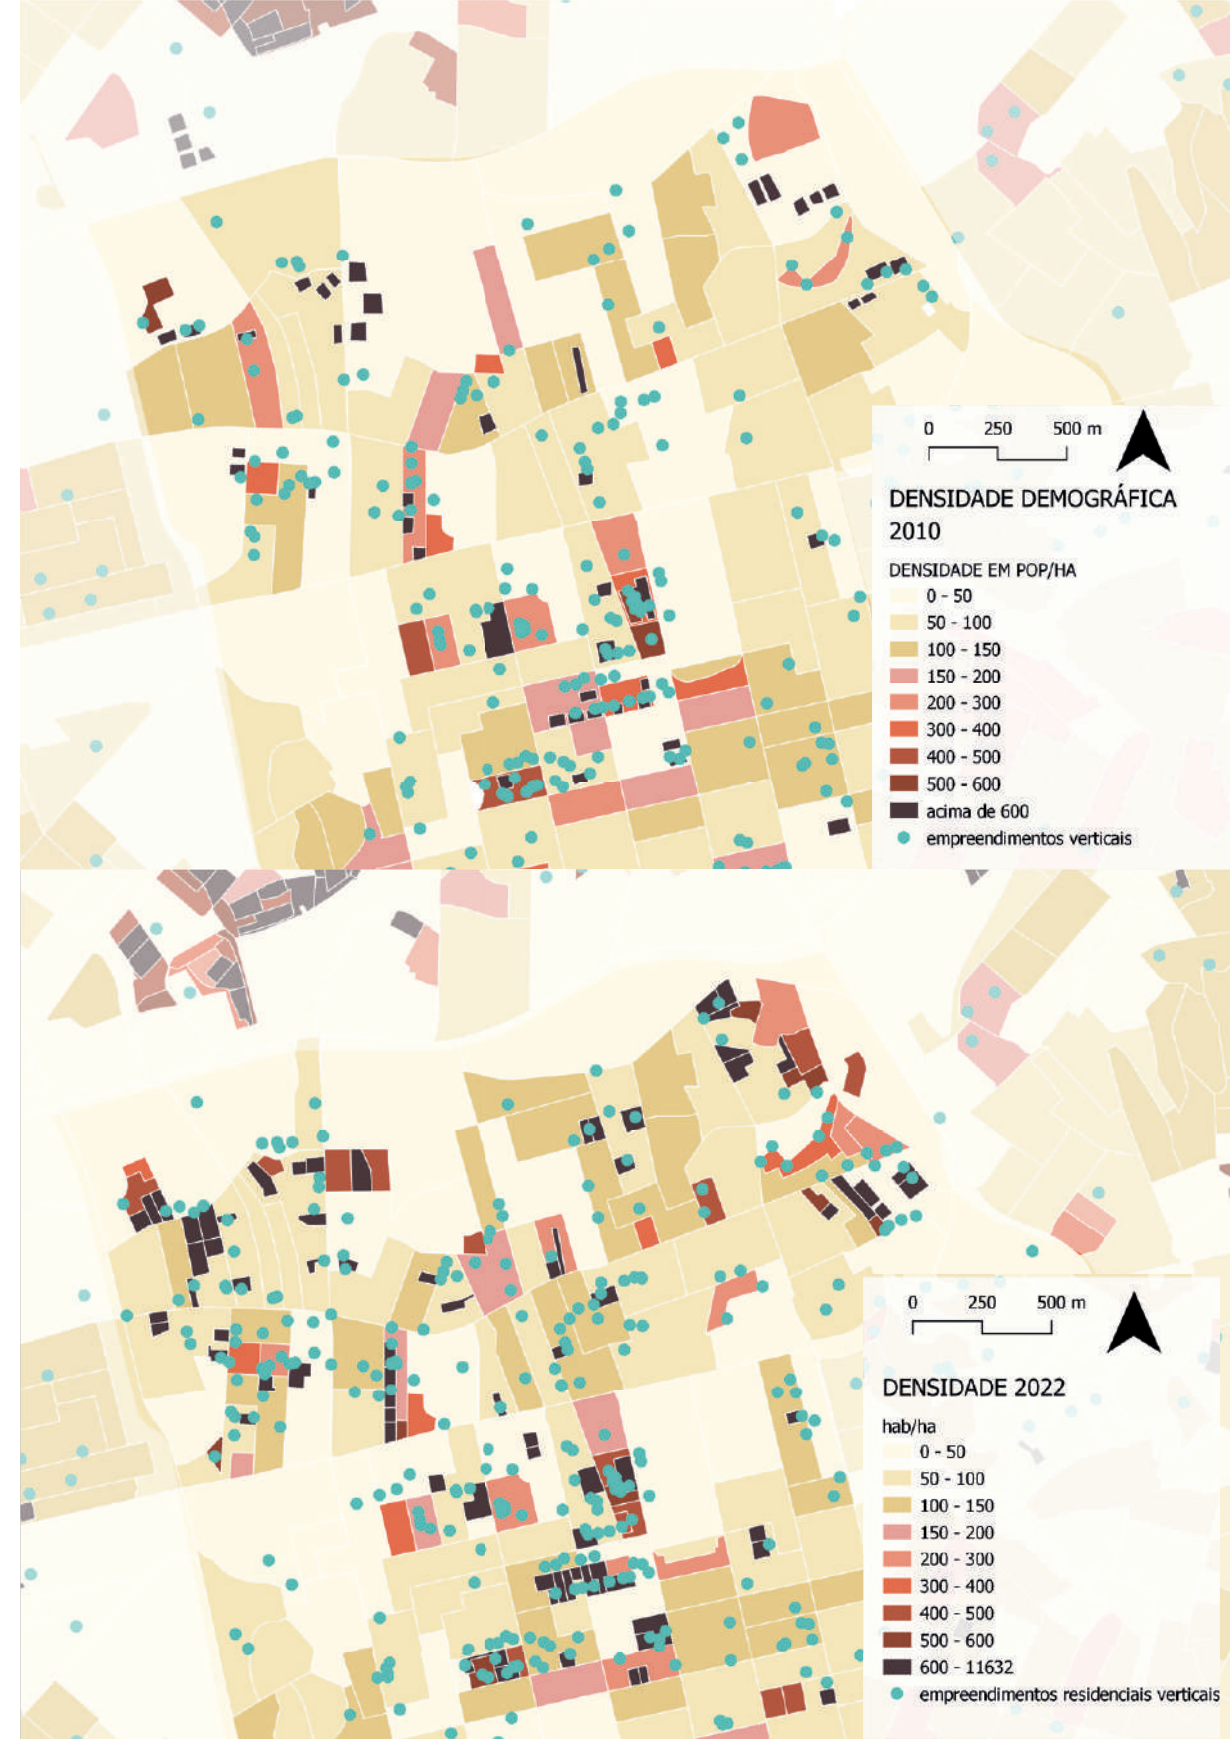 0 250 500 m
DENSIDADE DEMOGRÁFICA
2010
DENSIDADE EM POP/HA
0 - 50
50 - 100
100 - 150
150 - 200
200 - 300
300 - 400
400 - 500
500 - 600
acima de 600
empreendimentos verticais
0 250 500 m
DENSIDADE 2022
hab/ha
0 - 50
50 - 100
100 - 150
150 - 200
200 - 300
300 - 400
400 - 500
500 - 600
600 - 11632
empreendimentos residenciais verticais